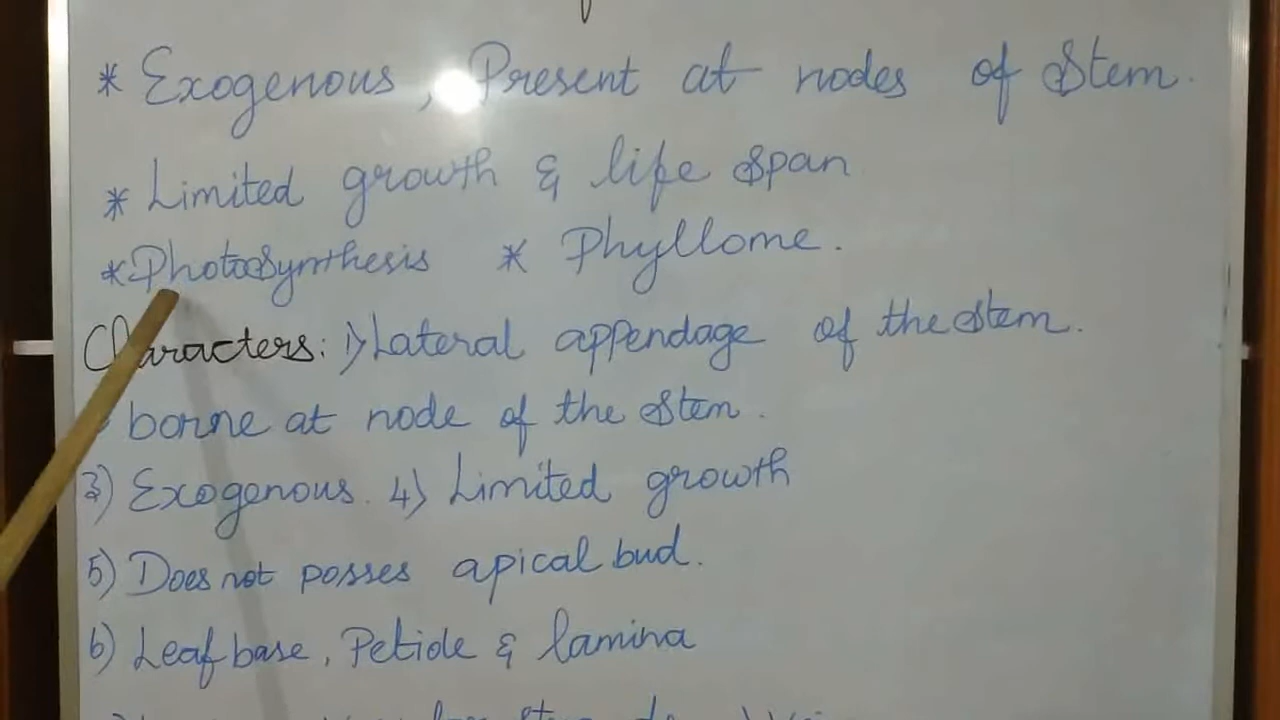 * Exogenous, Present at nodes of Stem.
* Limited growth & life span
* Photosynthesis * Phyllome.
Characters: 1) Lateral appendage of the stem.
borne at node of the stem.
3) Exogenous. 4) Limited growth
5) Does not posses apical bud.
6) Leaf base, Petiole & lamina